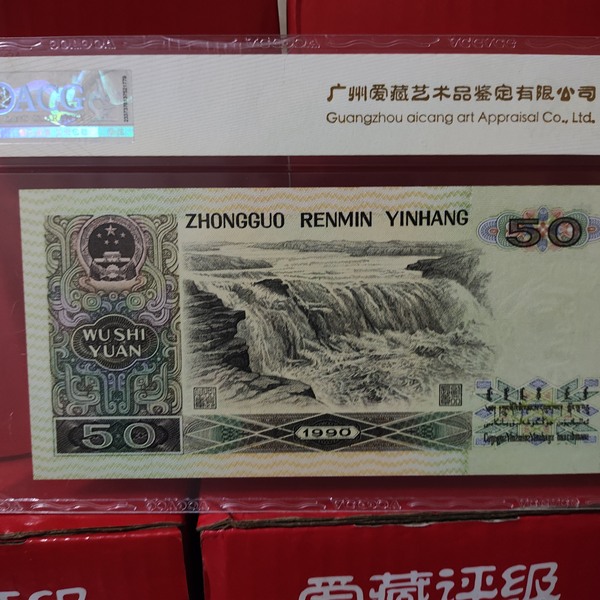 ACG
广州爱藏艺术品鉴定有限公司
Guangzhou aicang art Appraisal Co., Ltd.
ZHONGGUO RENMIN YINHANG
50
WU SHI
YUAN
50
1990
爱藏评级